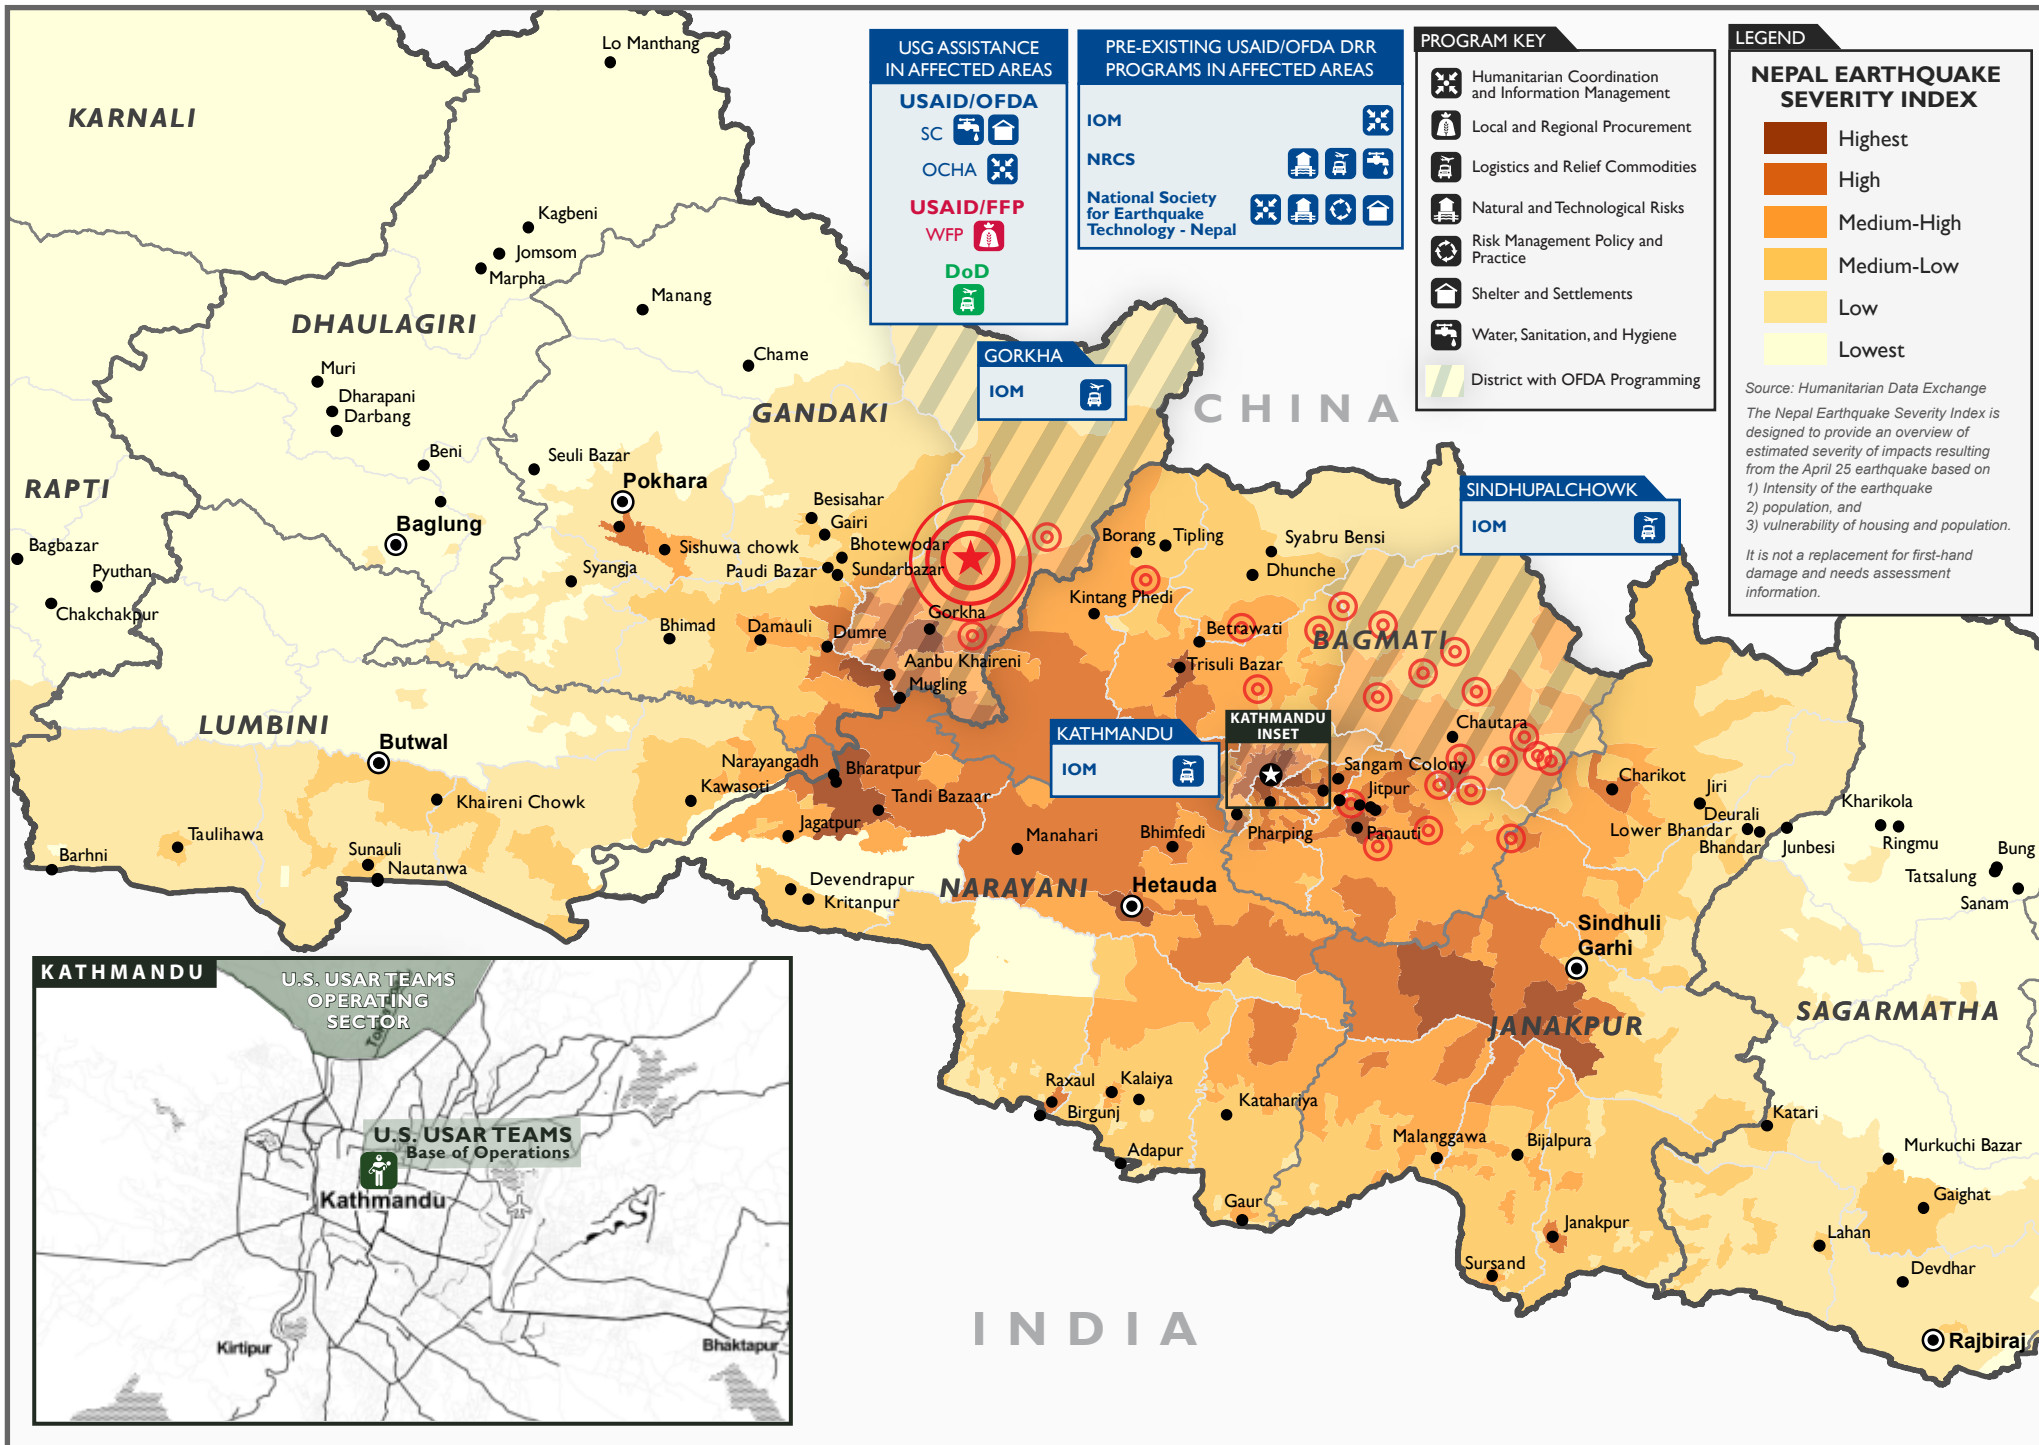 USG ASSISTANCE
IN AFFECTED AREAS
USAID/OFDA
SC
OCHA
USAID/FFP
WFP
DoD
PRE-EXISTING USAID/OFDA DRR
PROGRAMS IN AFFECTED AREAS
IOM
NRCS
National Society
for Earthquake
Technology - Nepal
PROGRAM KEY
Humanitarian Coordination
and Information Management
Local and Regional Procurement
Logistics and Relief Commodities
Natural and Technological Risks
Risk Management Policy and
Practice
Shelter and Settlements
Water, Sanitation, and Hygiene
District with OFDA Programming
LEGEND
NEPAL EARTHQUAKE
SEVERITY INDEX
Highest
High
Medium-High
Medium-Low
Low
Lowest
Source: Humanitarian Data Exchange
The Nepal Earthquake Severity Index is
designed to provide an overview of
estimated severity of impacts resulting
from the April 25 earthquake based on
1) Intensity of the earthquake
2) population, and
3) vulnerability of housing and population.
It is not a replacement for first-hand
damage and needs assessment
information.
Lo Manthang
KARNALI
Kagbeni
Jomsom
Marpha
Manang
DHAULAGIRI
Chame
Muri
Dharapani
Darbang
GANDAKI
GORKHA
IOM
CHINA
Beni
Seuli Bazar
Pokhara
RAPTI
Baglung
Besisahar
Gairi
Bhotewodar
Sishuwa chowk
Paudi Bazar
Sundarbazar
Syangja
Bagbazar
Pyuthan
Chakchakpur
Borang
Tipling
Syabru Bensi
Dhunche
Kintang Phedi
SINDHUPALCHOWK
IOM
Gorkha
Bhimad
Damauli
Dumre
Betrawati
BAGMATI
Aanbu Khaireni
Mugling
Trisuli Bazar
LUMBINI
Butwal
Chautara
KATHMANDU
IOM
KATHMANDU
INSET
Narayangadh
Bharatpur
Sangam Colony
Kawasoti
Tandi Bazaar
Jitpur
Charikot
Jiri
Khaireni Chowk
Jagatpur
Manahari
Bhimfedi
Pharping
Panauti
Deurali
Lower Bhandar
Bhandar
Junbesi
Kharikola
Ringmu
Bung
Tatsalung
Sanam
Taulihawa
Barhni
Sunauli
Nautanwa
Devendrapur
Kritanpur
NARAYANI
Hetauda
Sindhuli
Garhi
JANAKPUR
SAGARMATHA
Raxaul
Kalaiya
Birgunj
Katahariya
Adapur
Malanggawa
Bijalpura
Katari
Murkuchi Bazar
Gaighat
Gaur
Janakpur
Lahan
Sursand
Devdhar
INDIA
Rajbiraj
KATHMANDU
U.S. USAR TEAMS
OPERATING
SECTOR
U.S. USAR TEAMS
Base of Operations
Kathmandu
Kirtipur
Bhaktapur